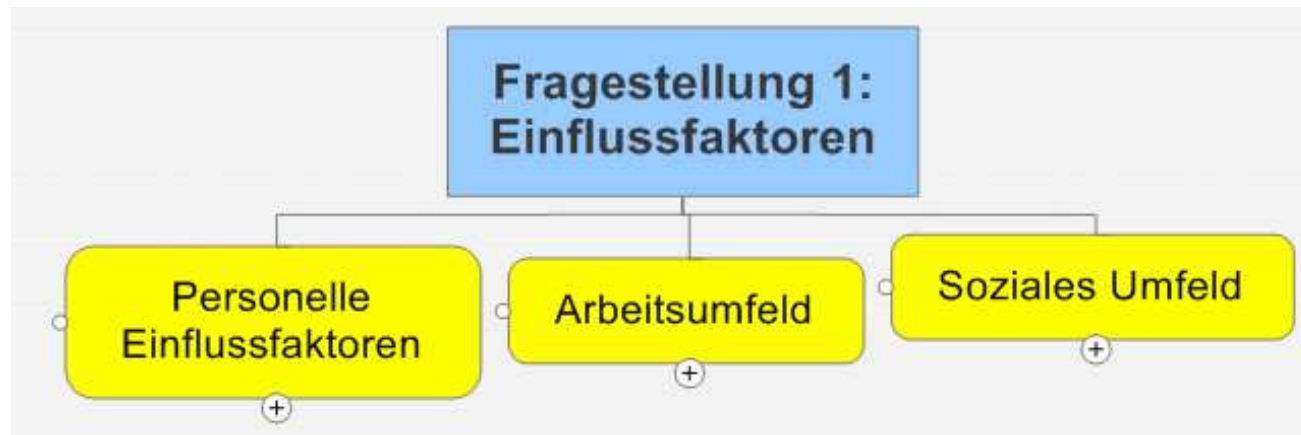 Fragestellung 1:
Einflussfaktoren
Personelle
Einflussfaktoren
Arbeitsumfeld
Soziales Umfeld